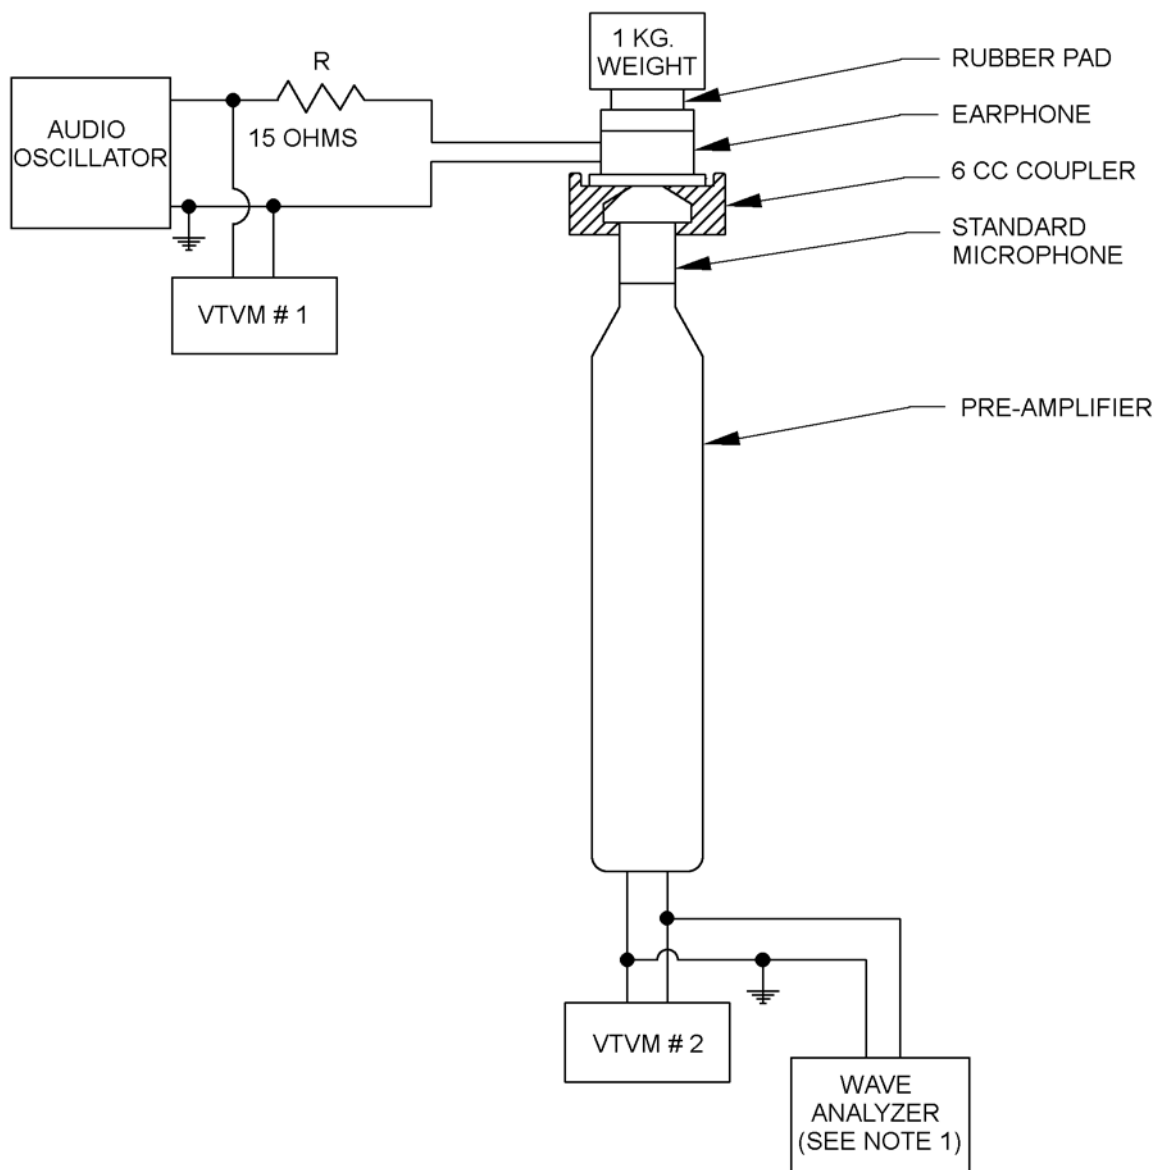 1 KG.
WEIGHT
RUBBER PAD
R
EARPHONE
AUDIO
OSCILLATOR
15 OHMS
6 CC COUPLER
STANDARD
MICROPHONE
VTVM # 1
PRE-AMPLIFIER
VTVM # 2
WAVE
ANALYZER
(SEE NOTE 1)